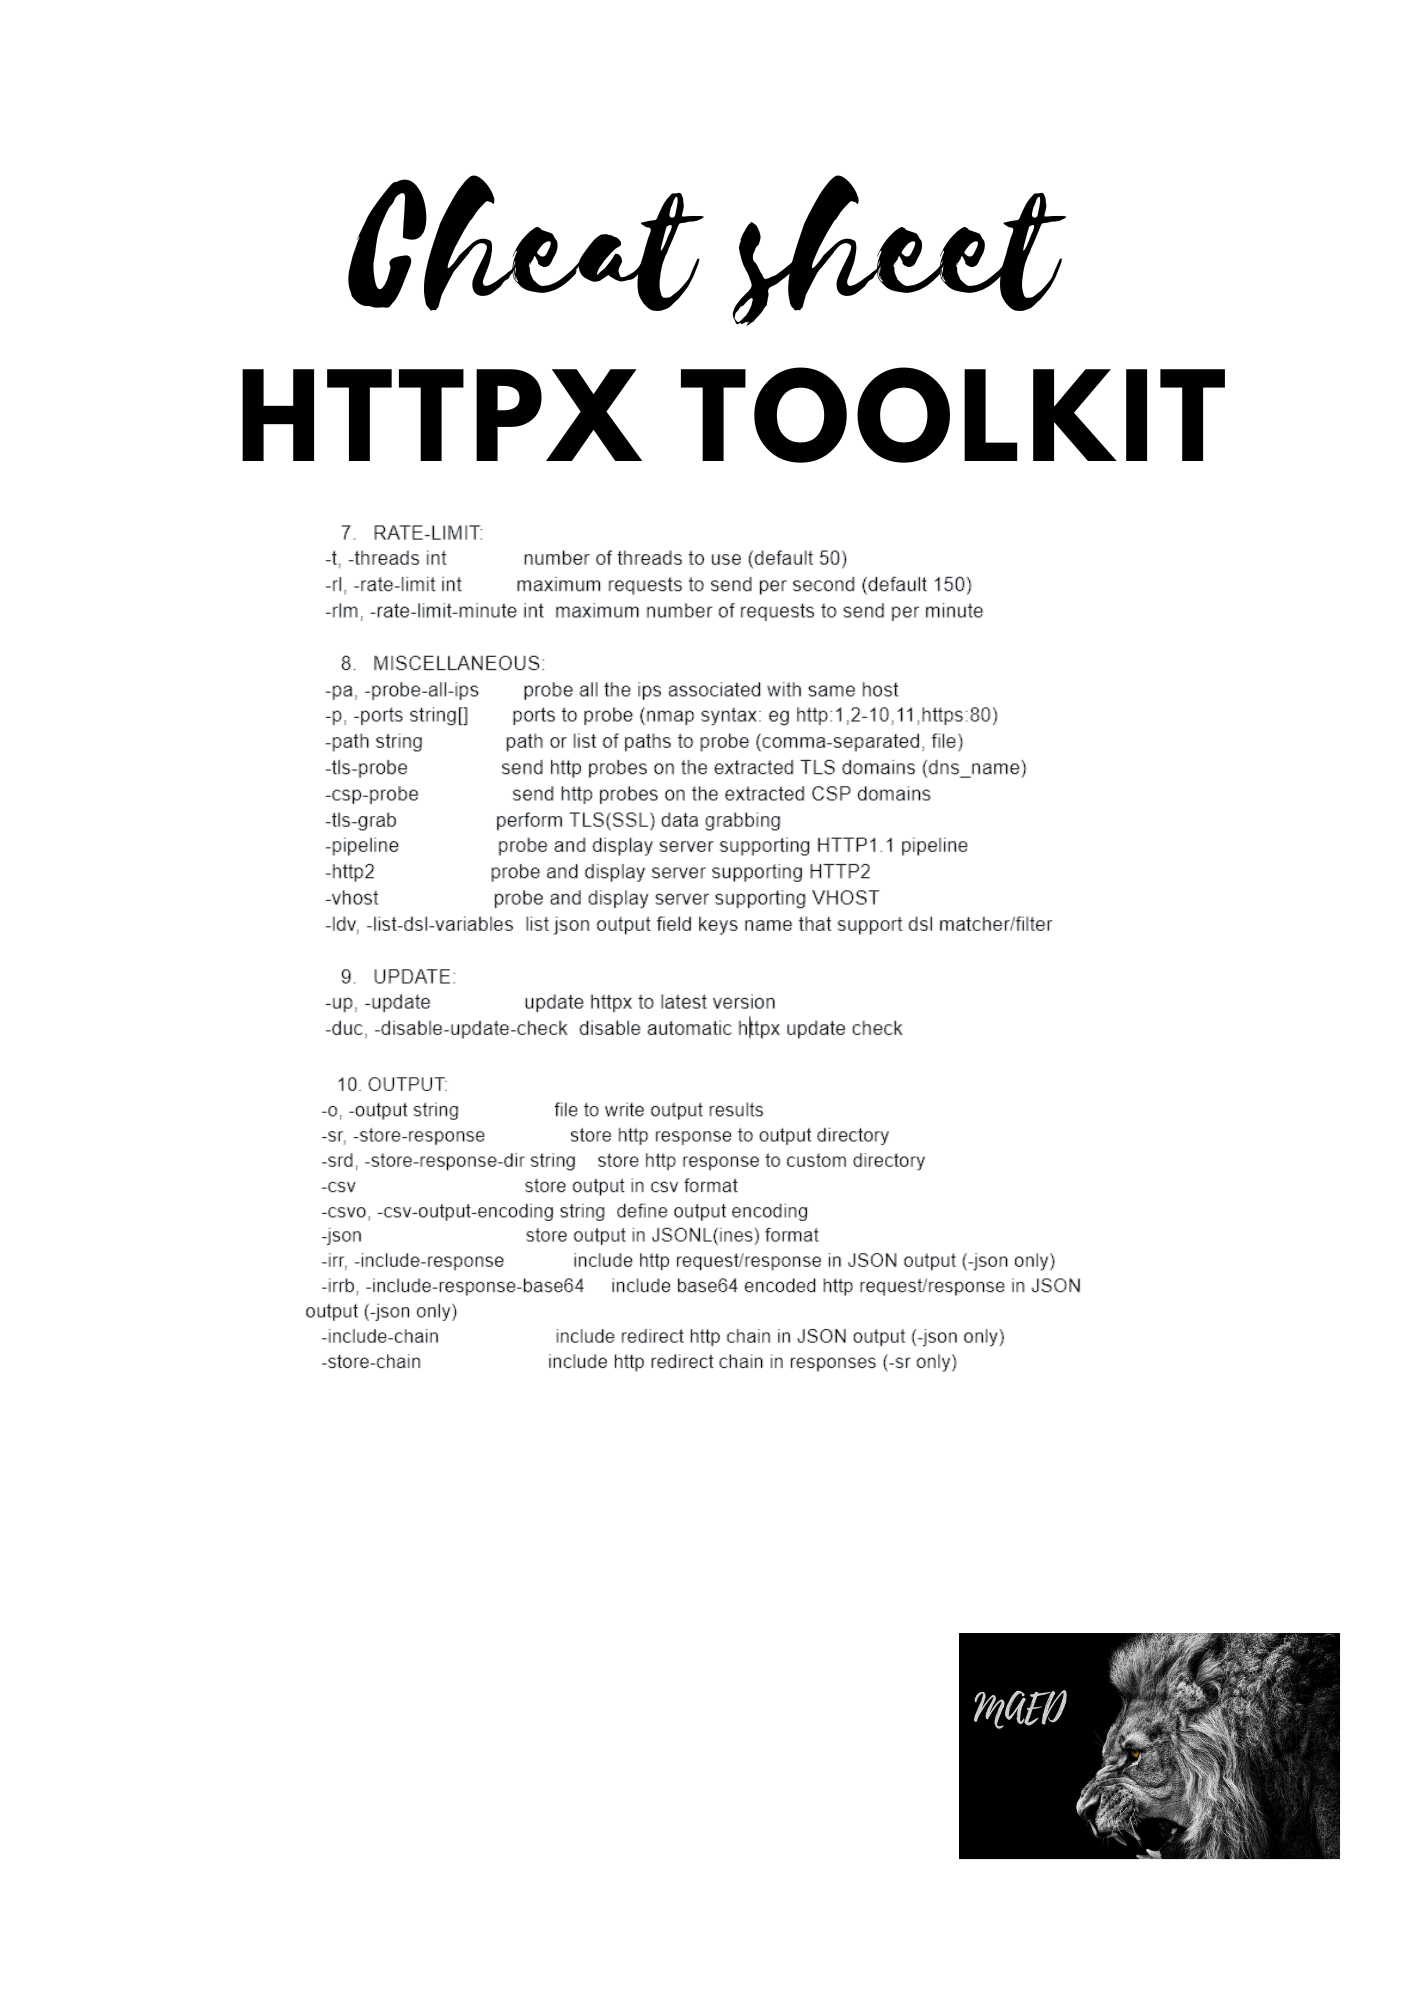 Cheat sheet
HTTPX TOOLKIT
7. RATE-LIMIT:
-t, -threads int number of threads to use (default 50)
-rl, -rate-limit int maximum requests to send per second (default 150)
-rlm, -rate-limit-minute int maximum number of requests to send per minute
8. MISCELLANEOUS:
-pa, -probe-all-ips probe all the ips associated with same host
-p, -ports string[] ports to probe (nmap syntax: eg http:1,2-10,11,https:80)
-path string path or list of paths to probe (comma-separated, file)
-tls-probe send http probes on the extracted TLS domains (dns_name)
-csp-probe send http probes on the extracted CSP domains
-tls-grab perform TLS(SSL) data grabbing
-pipeline probe and display server supporting HTTP1.1 pipeline
-http2 probe and display server supporting HTTP2
-vhost probe and display server supporting VHOST
-ldv, -list-dsl-variables list json output field keys name that support dsl matcher/filter
9. UPDATE:
-up, -update update httpx to latest version
-duc, -disable-update-check disable automatic httpx update check
10. OUTPUT:
-o, -output string file to write output results
-sr, -store-response store http response to output directory
-srd, -store-response-dir string store http response to custom directory
-csv store output in csv format
-csvo, -csv-output-encoding string define output encoding
-json store output in JSONL(ines) format
-irr, -include-response include http request/response in JSON output (-json only)
-irrb, -include-response-base64 include base64 encoded http request/response in JSON
output (-json only)
-include-chain include redirect http chain in JSON output (-json only)
-store-chain include http redirect chain in responses (-sr only)
MAED